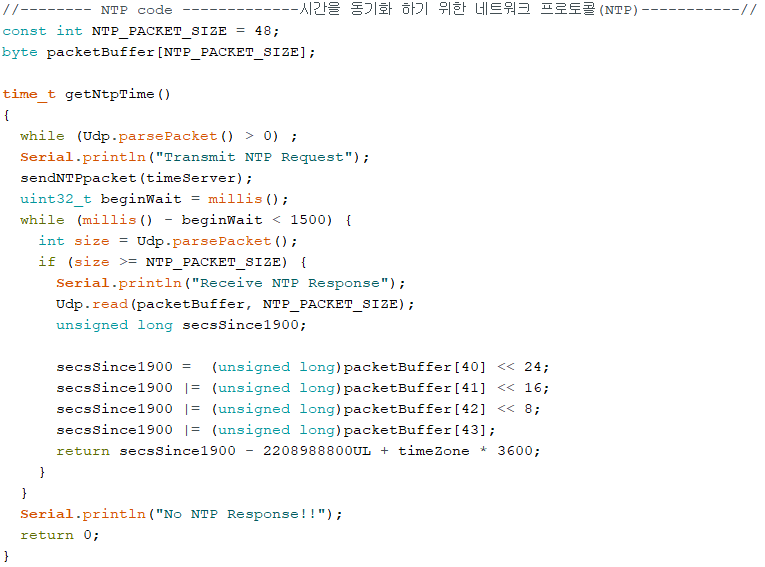 //-------- NTP code -------------시간을 동기화 하기 위한 네트워크 프로토콜(NTP)-----------//
const int NTP_PACKET_SIZE = 48;
byte packetBuffer[NTP_PACKET_SIZE];

time_t getNtpTime()
{
  while (Udp.parsePacket() > 0) ;
  Serial.println("Transmit NTP Request");
  sendNTPpacket(timeServer);
  uint32_t beginWait = millis();
  while (millis() - beginWait < 1500) {
    int size = Udp.parsePacket();
    if (size >= NTP_PACKET_SIZE) {
      Serial.println("Receive NTP Response");
      Udp.read(packetBuffer, NTP_PACKET_SIZE);
      unsigned long secsSince1900;

      secsSince1900 =  (unsigned long)packetBuffer[40] << 24;
      secsSince1900 |= (unsigned long)packetBuffer[41] << 16;
      secsSince1900 |= (unsigned long)packetBuffer[42] << 8;
      secsSince1900 |= (unsigned long)packetBuffer[43];
      return secsSince1900 - 2208988800UL + timeZone * 3600;
    }
  }
  Serial.println("No NTP Response!!");
  return 0;
}